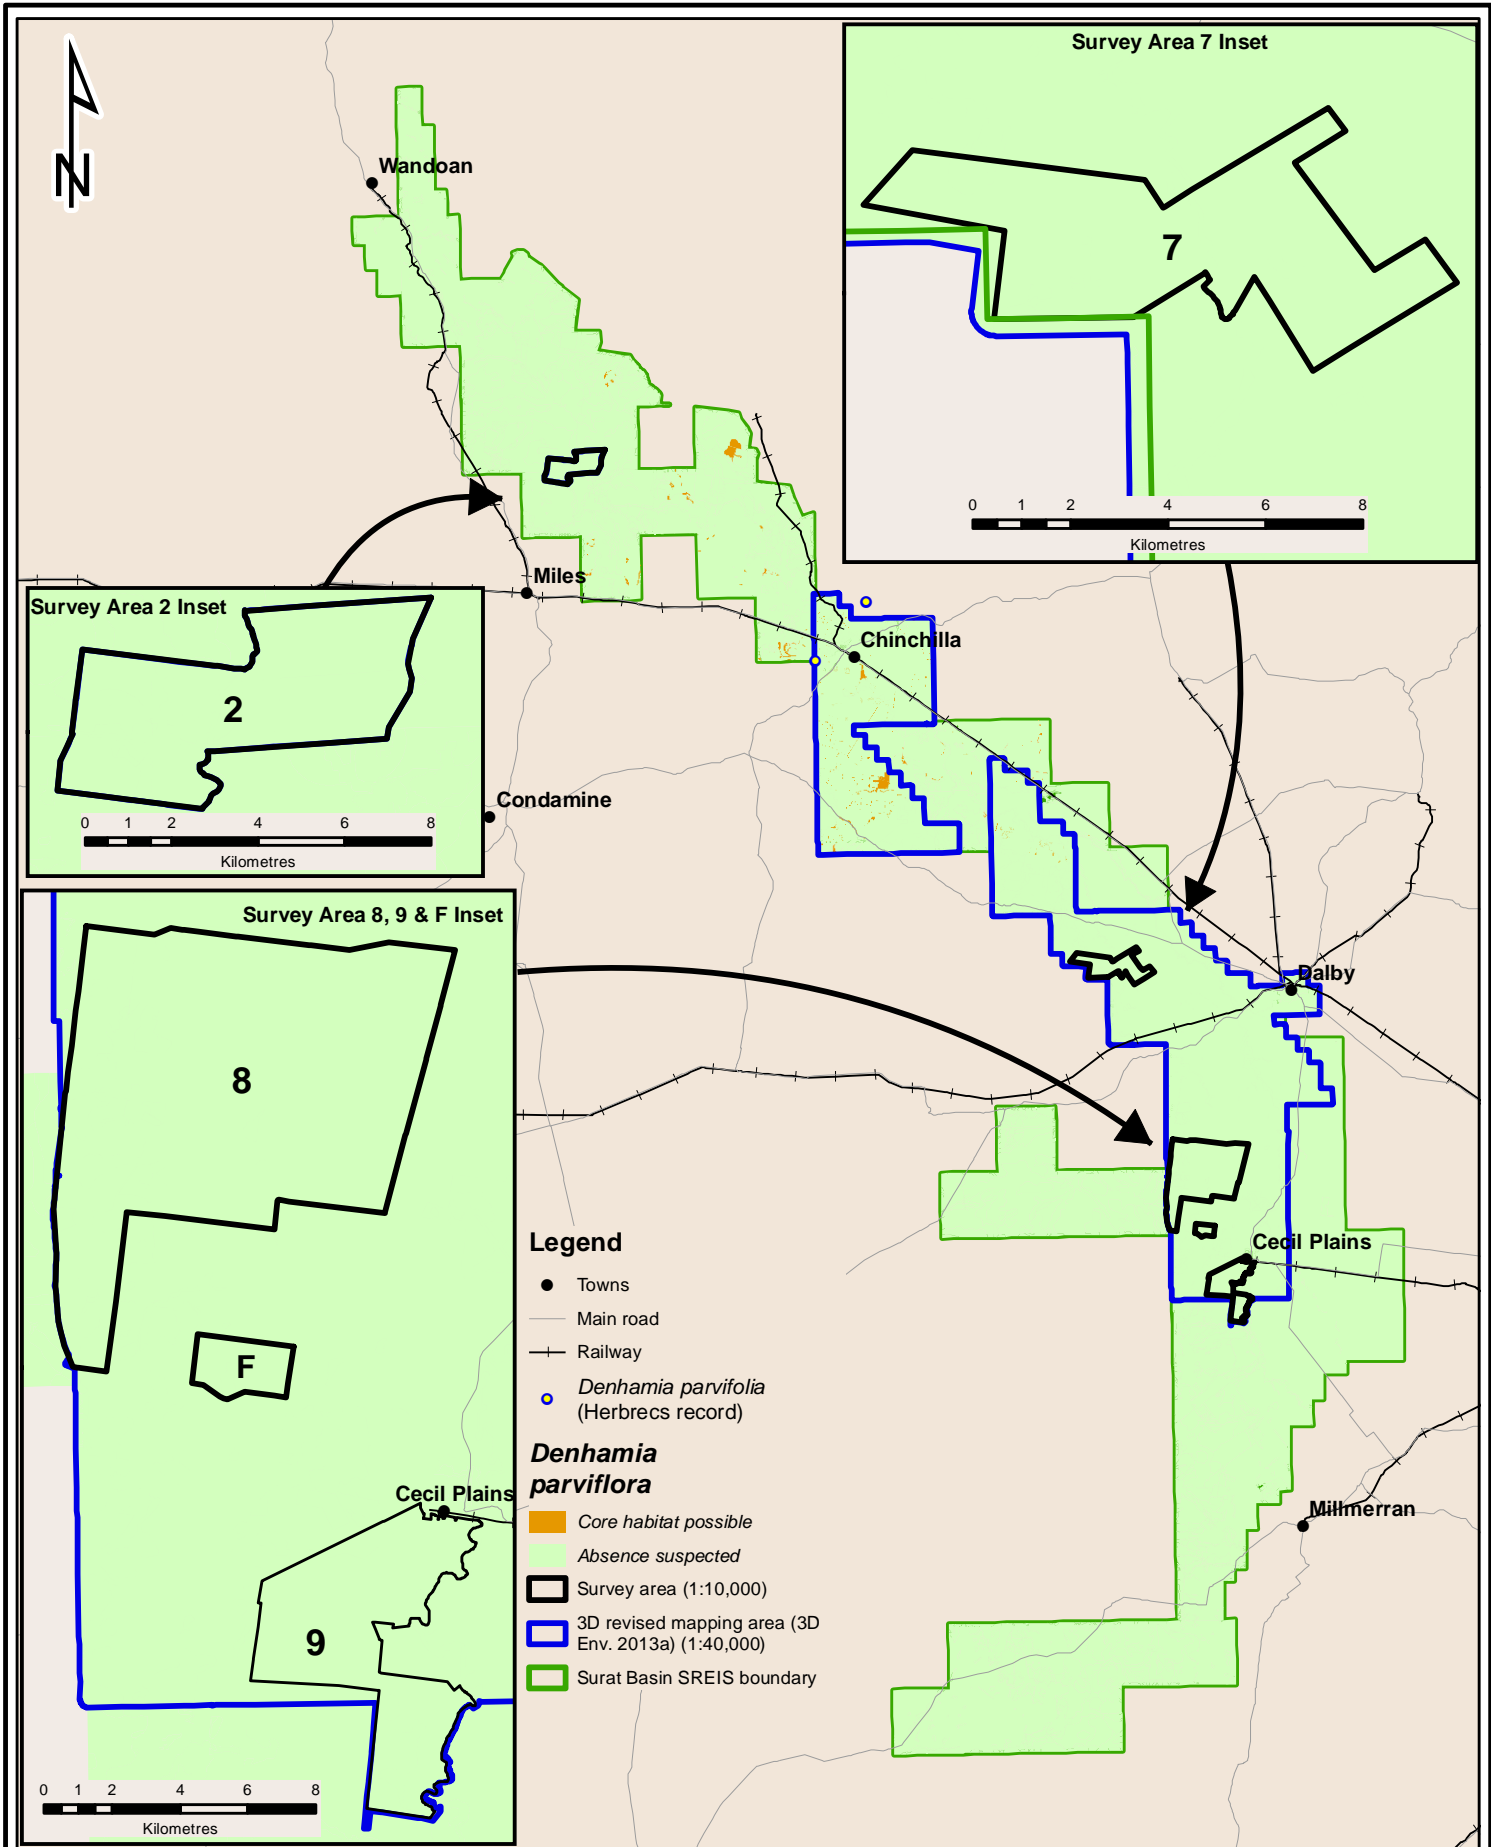 Survey Area 7 Inset
N
Wandoan
7
0 1 2 4 6 8
Kilometres
Miles
Survey Area 2 Inset
2
0 1 2 4 6 8
Kilometres
Chinchilla
Condamine
Survey Area 8, 9 & F Inset
8
F
Cecil Plains
9
0 1 2 4 6 8
Kilometres
Dalby
Cecil Plains
Millmerran
Legend
Towns
Main road
Railway
Denhamia parvifolia
(Herbrecs record)
Denhamia
parviflora
Core habitat possible
Absence suspected
Survey area (1:10,000)
3D revised mapping area (3D
Env. 2013a) (1:40,000)
Surat Basin SREIS boundary